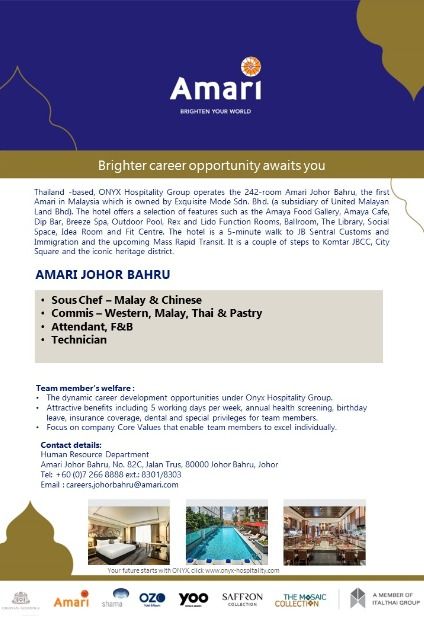 Amari
BRIGHTEN YOUR WORLD
Brighter career opportunity awaits you
Thailand -based, ONYX Hospitality Group operates the 242-room Amari Johor Bahru, the first
Amari in Malaysia which is owned by Exquisite Mode Sdn. Bhd. (a subsidiary of United Malayan
Land Bhd). The hotel offers a selection of features such as the Amaya Food Gallery, Amaya Cafe,
Dip Bar, Breeze Spa, Outdoor Pool. Rex and Lido Function Rooms, Ballroom, The Library, Social
Space, Idea Room and Fit Centre. The hotel is a 5-minute walk to JB Sentral Customs and
Immigration and the upcoming Mass Rapid Transit. It is a couple of steps to Komtar JBCC, City
Square and the iconic heritage district.
AMARI JOHOR BAHRU
• Sous Chef – Malay & Chinese
• Commis – Western, Malay, Thai & Pastry
• Attendant, F&B
• Technician
Team member's welfare :
• The dynamic career development opportunities under Onyx Hospitality Group.
• Attractive benefits including 5 working days per week, annual health screening, birthday
leave, insurance coverage, dental and special privileges for team members.
• Focus on company Core Values that enable team members to excel individually.
Contact details:
Human Resource Department
Amari Johor Bahru, No. 82C, Jalan Trus, 80000 Johor Bahru, Johor
Tel: +60 (0)7 266 8888 ext.: 8301/8303
Email : careers.johorbahru@amari.com
Your future starts with ONYX, click www.onyx-hospitality.com
Amari
shama
OZO
yoo
SAFFRON
COLLECTION
THE MOSAIC
COLLECTION
A MEMBER OF
ITALTHAI GROUP